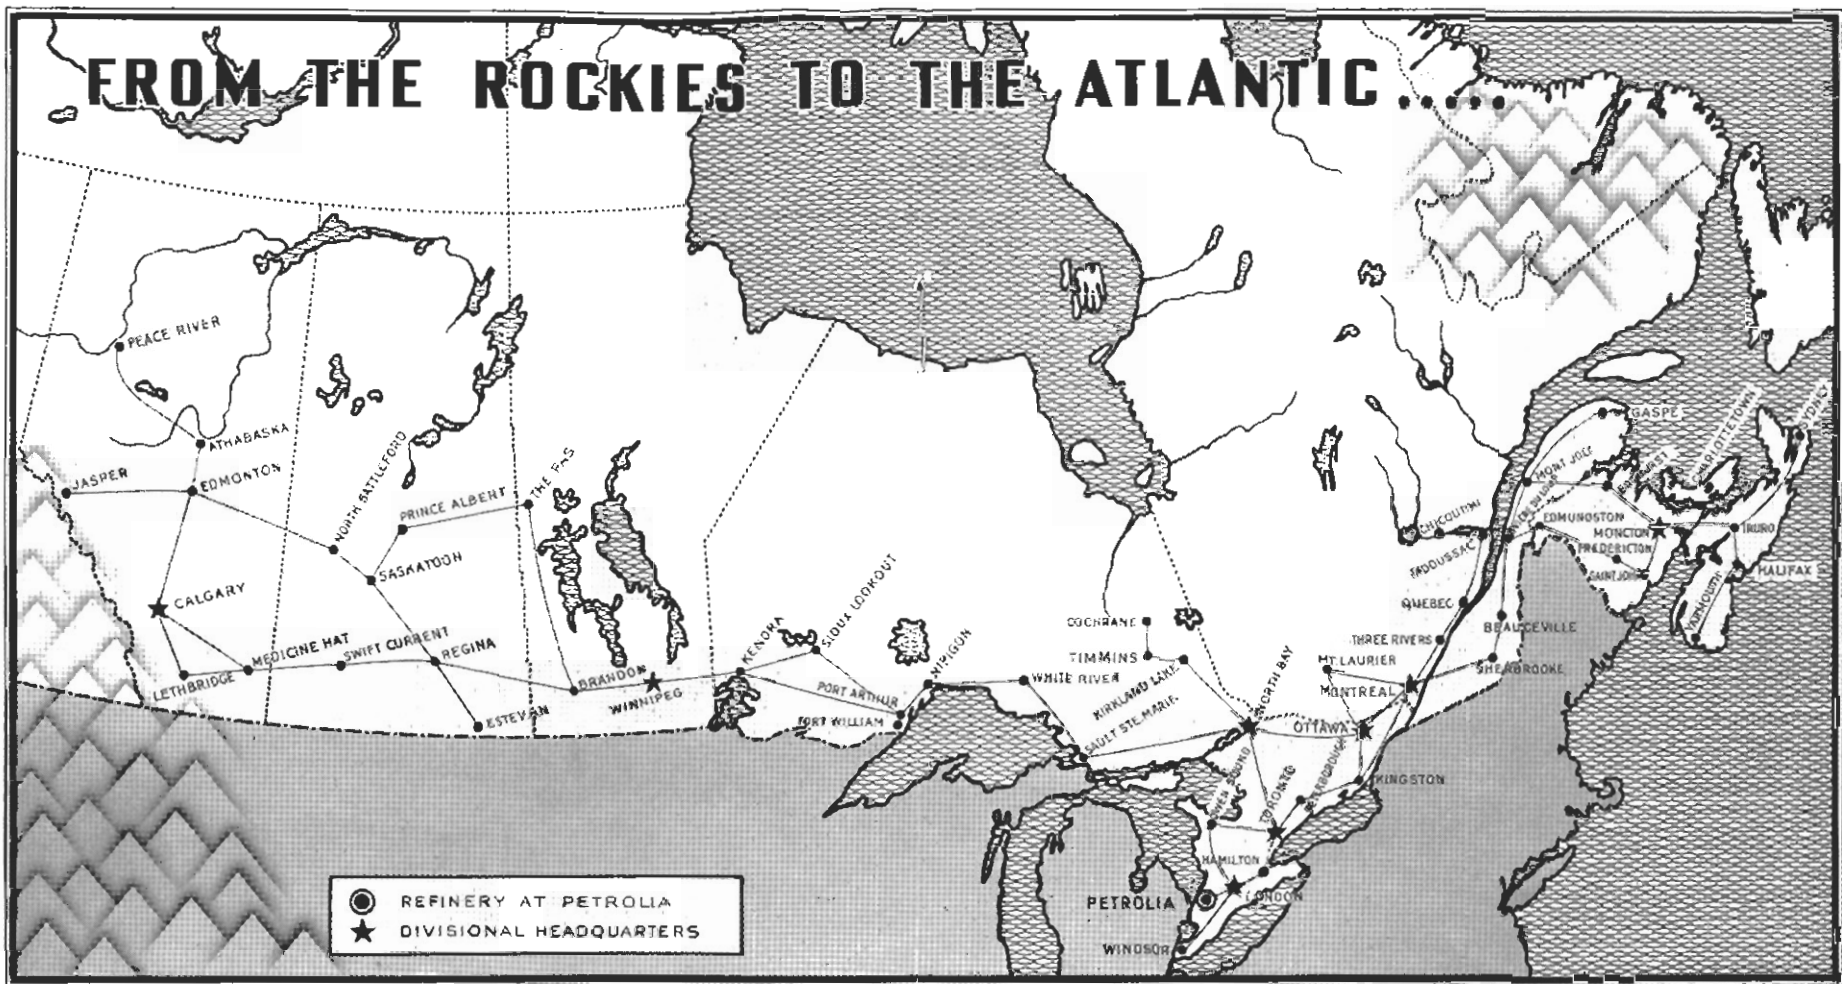 FROM THE ROCKIES TO THE ATLANTIC.....
PEACE RIVER
ATHABASKA
JASPER
EDMONTON
NORTH BATTLEFORD
PRINCE ALBERT
THE PAS
SASKATOON
CALGARY
MEDICINE HAT
SWIFT CURRENT
REGINA
LETHBRIDGE
ESTEVAN
BRANDON
WINNIPEG
KENORA
SIOUX LOOKOUT
PORT ARTHUR
FORT WILLIAM
NIPIGON
WHITE RIVER
COCHRANE
TIMMINS
KIRKLAND LAKE
SAULT STE. MARIE
NORTH BAY
OWEN SOUND
TORONTO
PETERBOROUGH
HAMILTON
LONDON
PETROLIA
WINDSOR
KINGSTON
OTTAWA
MONTREAL
MT. LAURIER
THREE RIVERS
QUEBEC
TADOUSSAC
CHICOUTIMI
SHERBROOKE
BEAUCEVILLE
EDMUNDSTON
MONT JOLI
GASPE
CHARLOTTETOWN
MONCTON
FREDERICTON
SAINT JOHN
TRURO
HALIFAX
YARMOUTH
REFINERY AT PETROLIA
DIVISIONAL HEADQUARTERS